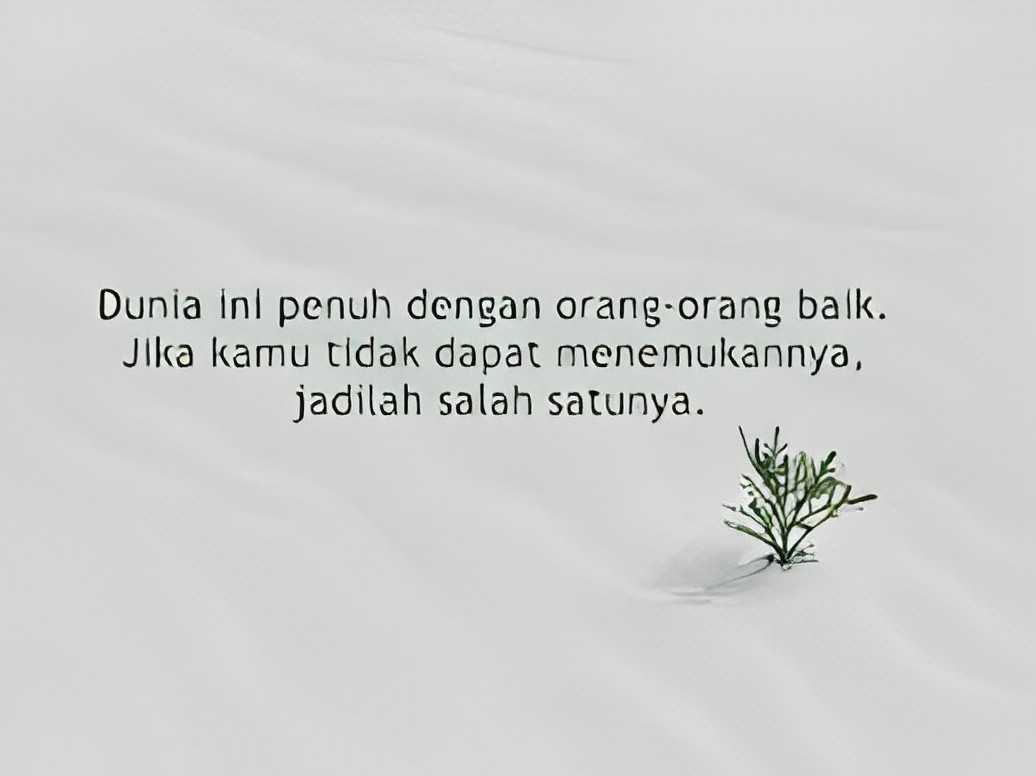 Dunia ini penuh dengan orang-orang baik.
Jika kamu tidak dapat menemukannya,
jadilah salah satunya.